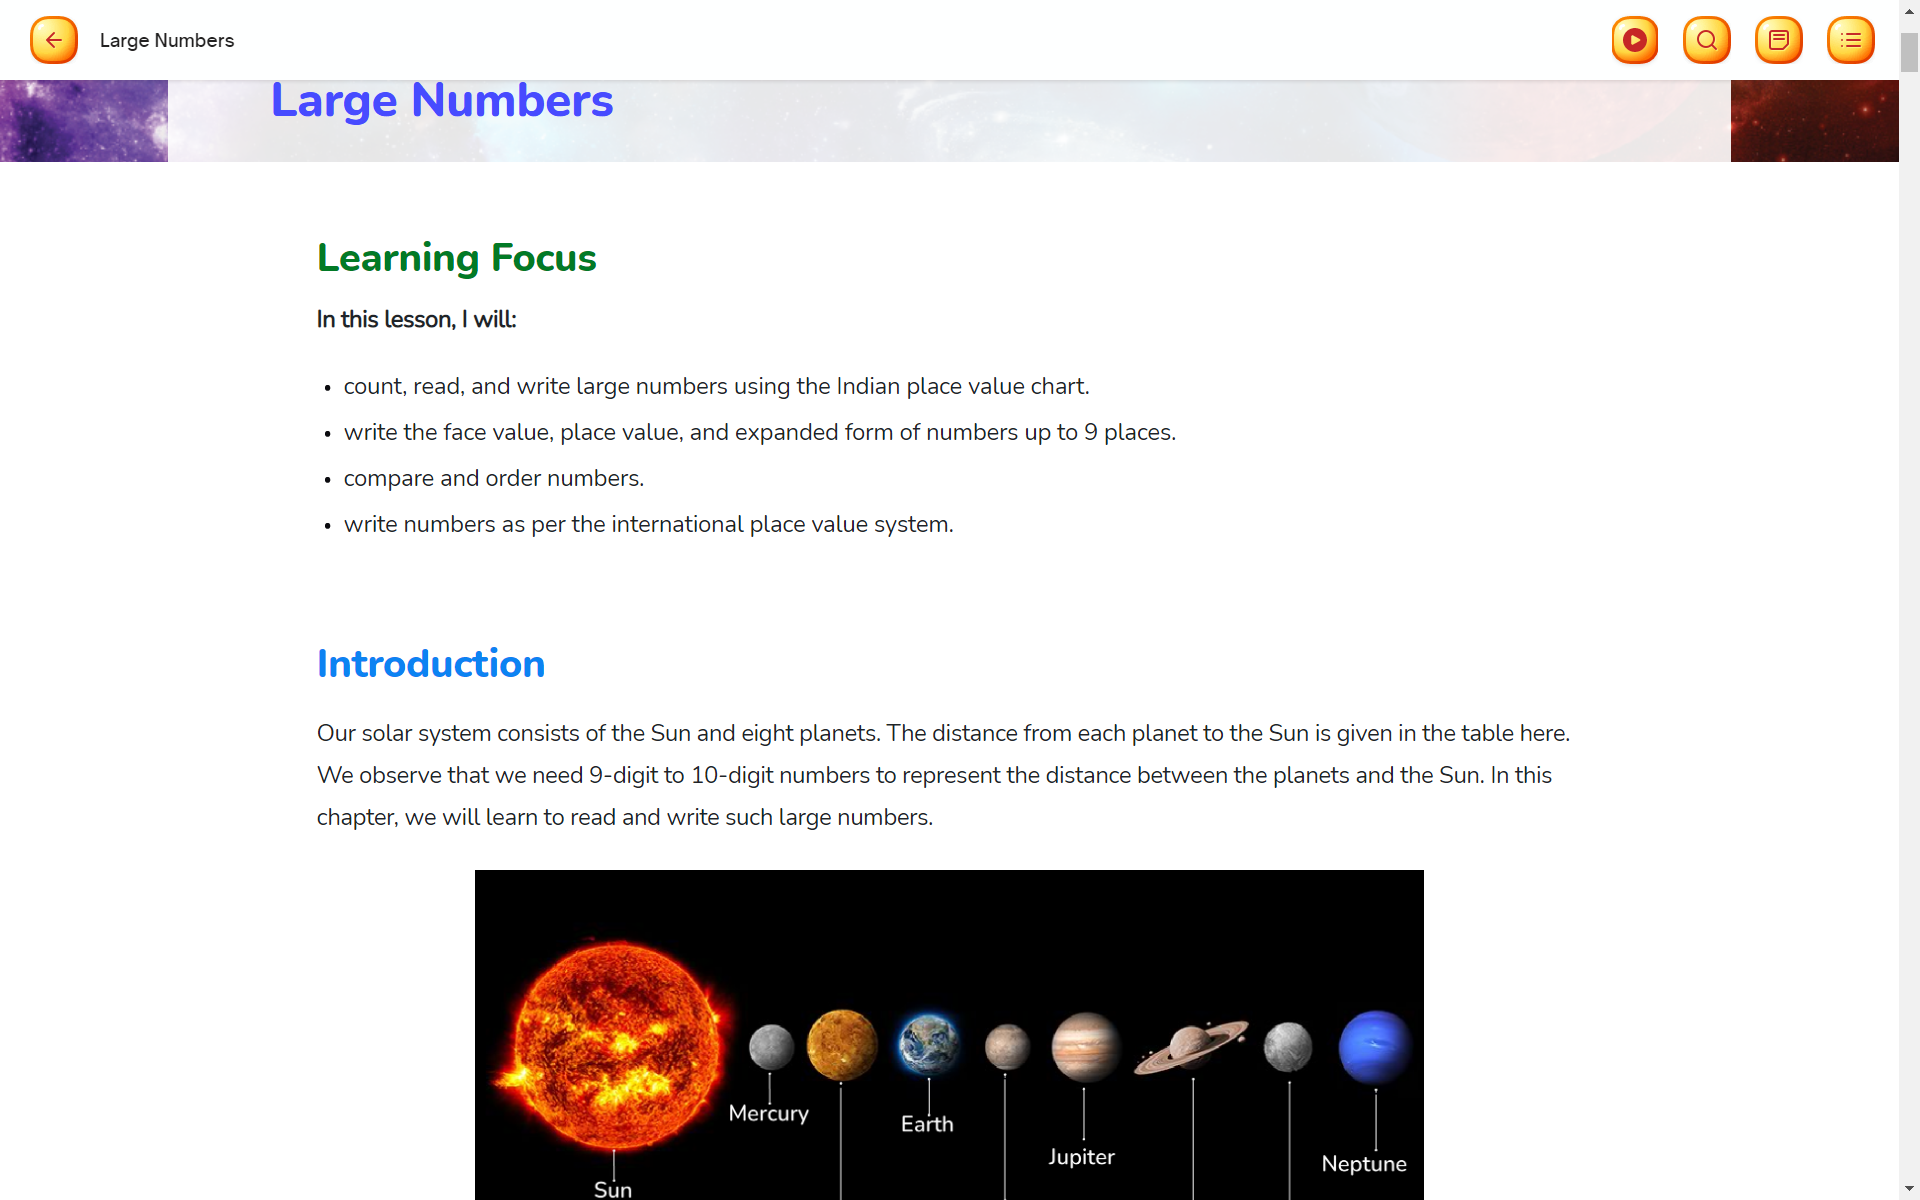 Large Numbers
Large Numbers
Learning Focus
In this lesson, I will:
• count, read, and write large numbers using the Indian place value chart.
• write the face value, place value, and expanded form of numbers up to 9 places.
• compare and order numbers.
• write numbers as per the international place value system.
Introduction
Our solar system consists of the Sun and eight planets. The distance from each planet to the Sun is given in the table here.
We observe that we need 9-digit to 10-digit numbers to represent the distance between the planets and the Sun. In this
chapter, we will learn to read and write such large numbers.
Mercury
Earth
Jupiter
Neptune
Sun